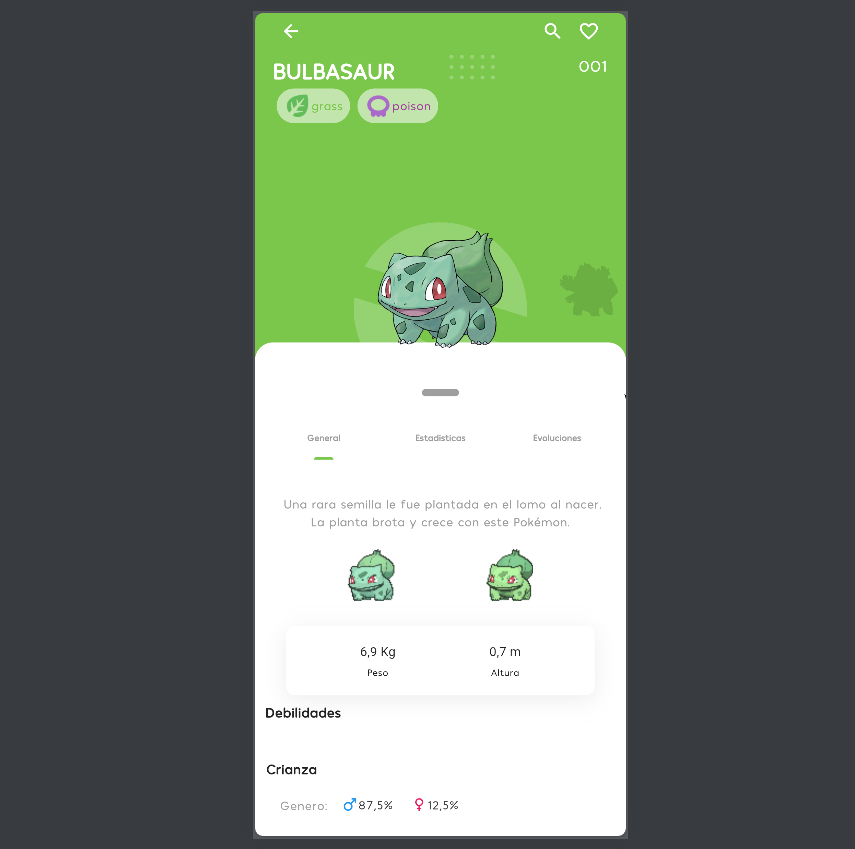 BULBASAUR
001
grass
poison
General
Estadisticas
Evoluciones
Una rara semilla le fue plantada en el lomo al nacer.
La planta brota y crece con este Pokémon.
6,9 Kg
0,7 m
Peso
Altura
Debilidades
Crianza
Genero: ♂ 87,5% ♀ 12,5%